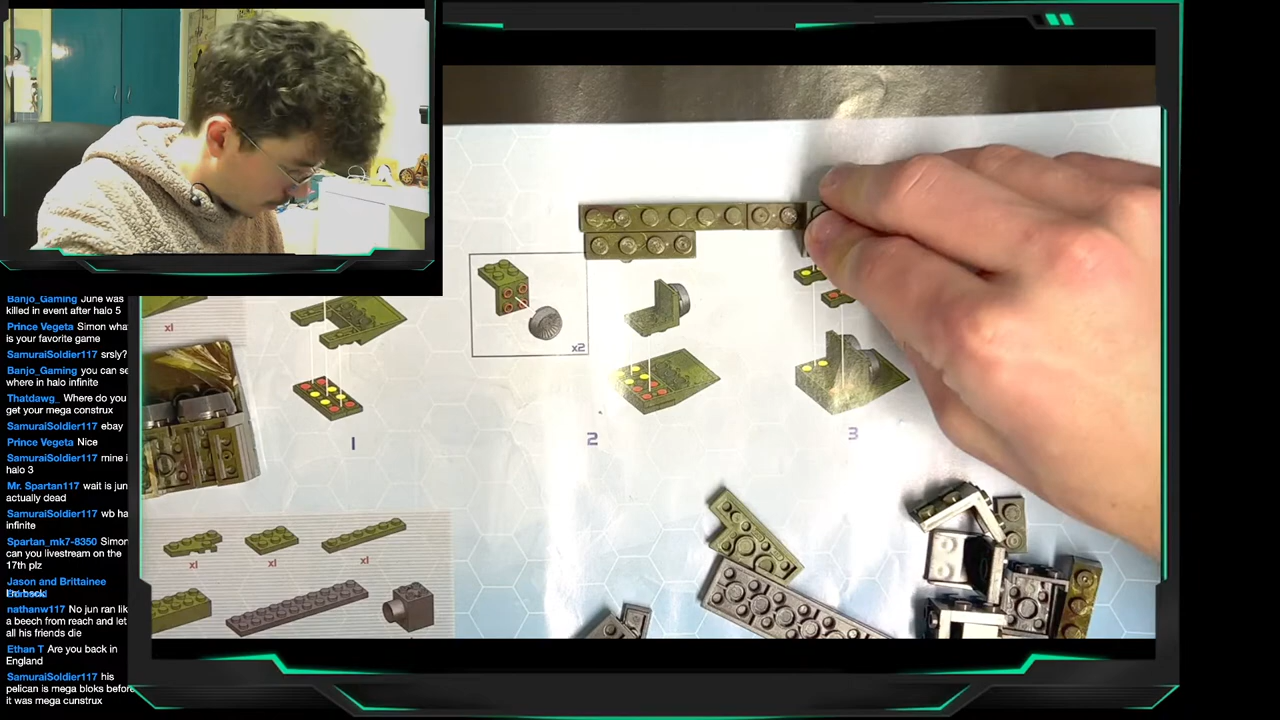 Banjo_Gaming June was
killed in event after halo 5
Prince Vegeta Simon wha
is your favorite game
SamuraiSoldier117 srsly?
Banjo_Gaming you can se
where in halo infinite
Thatdawg_ Where do you
get your mega construx
SamuraiSoldier117 ebay
Prince Vegeta Nice
SamuraiSoldier117 mine i
halo 3
Mr. Spartan117 wait is jun
actually dead
SamuraiSoldier117 wb ha
infinite
Spartan_mk7-8350 Simon
can you livestream on the
17th plz
Jason and Brittainee
nathanw117 No jun ran lik
a beech from reach and let
all his friends die
Ethan T Are you back in
England
SamuraiSoldier117 his
pelican is mega bloks before
it was mega cunstrux
x1
x2
1
2
3
x1
x1
x1